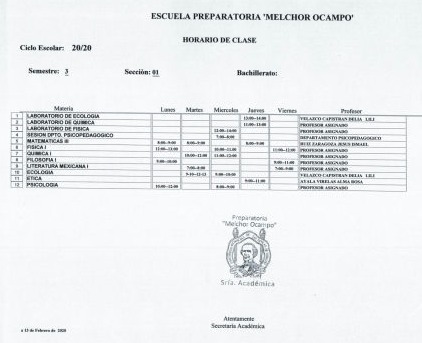 ESCUELA PREPARATORIA 'MELCHOR OCAMPO'
HORARIO DE CLASE
Ciclo Escolar: 20/20
Semestre: 3 Sección: 01 Bachillerato:
Materia Lunes Martes Miercoles Jueves Viernes Profesor
1 LABORATORIO DE ECOLOGIA 13:00-14:00 VELAZCO CAPISTRAN DELIA LILI
2 LABORATORIO DE QUIMICA 11:00-13:00 PROFESOR ASIGNADO
3 LABORATORIO DE FISICA 12:00-14:00 PROFESOR ASIGNADO
4 SESION DPTO. PSICOPEDAGOGICO 7:00-8:00 DEPARTAMENTO PSICOPEDAGOGICO
5 MATEMATICAS III 8:00-9:00 8:00-9:00 8:00-9:00 RUIZ ZARAGOZA JESUS ISMAEL
6 FISICA I 12:00-13:00 10:00-11:00 11:00-12:00 PROFESOR ASIGNADO
7 QUIMICA I 10:00-12:00 11:00-12:00 PROFESOR ASIGNADO
8 FILOSOFIA I 9:00-10:00 9:00-11:00 PROFESOR ASIGNADO
9 LITERATURA MEXICANA I 7:00-8:00 7:00-9:00 PROFESOR ASIGNADO
10 ECOLOGIA 9:00-10:00 VELAZCO CAPISTRAN DELIA LILI
11 ETICA 9:00-11:00 AYALA ALMA ROSA
12 PSICOLOGIA 10:00-12:00 8:00-9:00 PROFESOR ASIGNADO
Preparatoria
"Melchor Ocampo"
Sría. Académica
Atentamente
Secretaría Académica
a 13 de Febrero de 2020